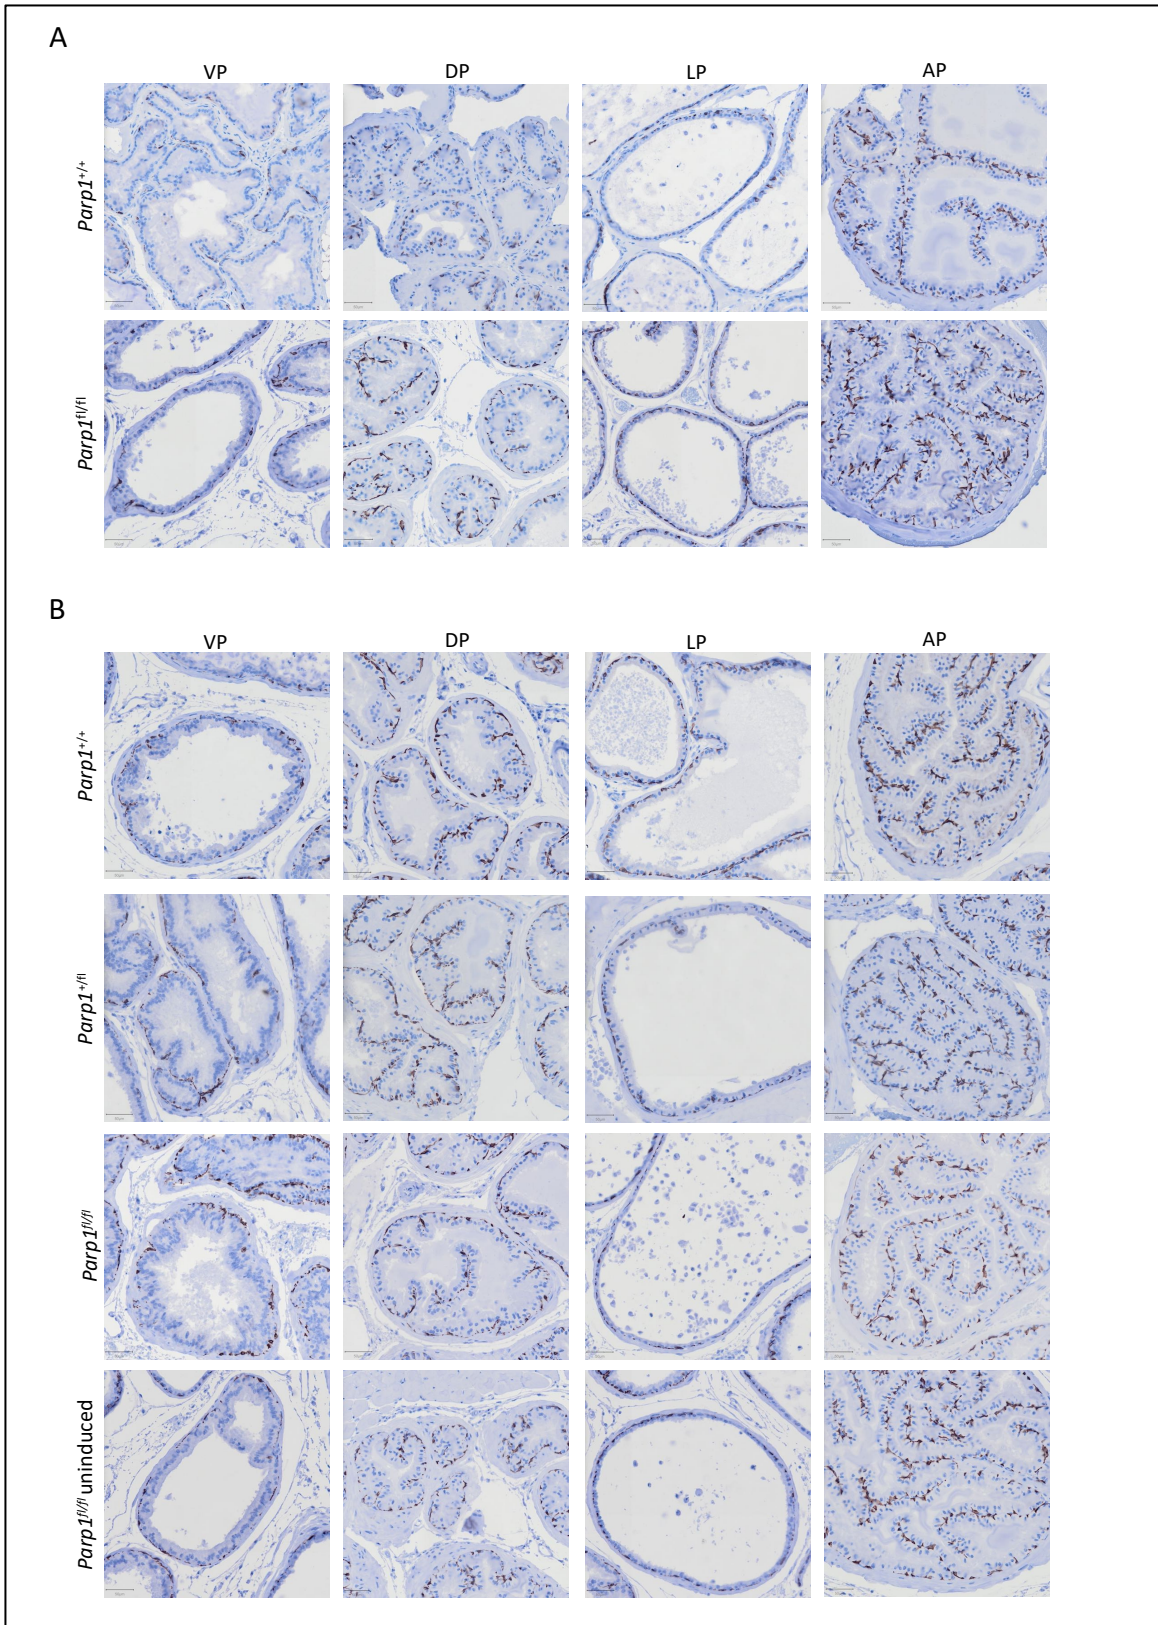 A
VP DP LP AP
Parp1+/+
Parp1fl/fl
B
VP DP LP AP
Parp1+/+
Parp1+/fl
Parp1fl/fl
Parp1fl/fl uninduced